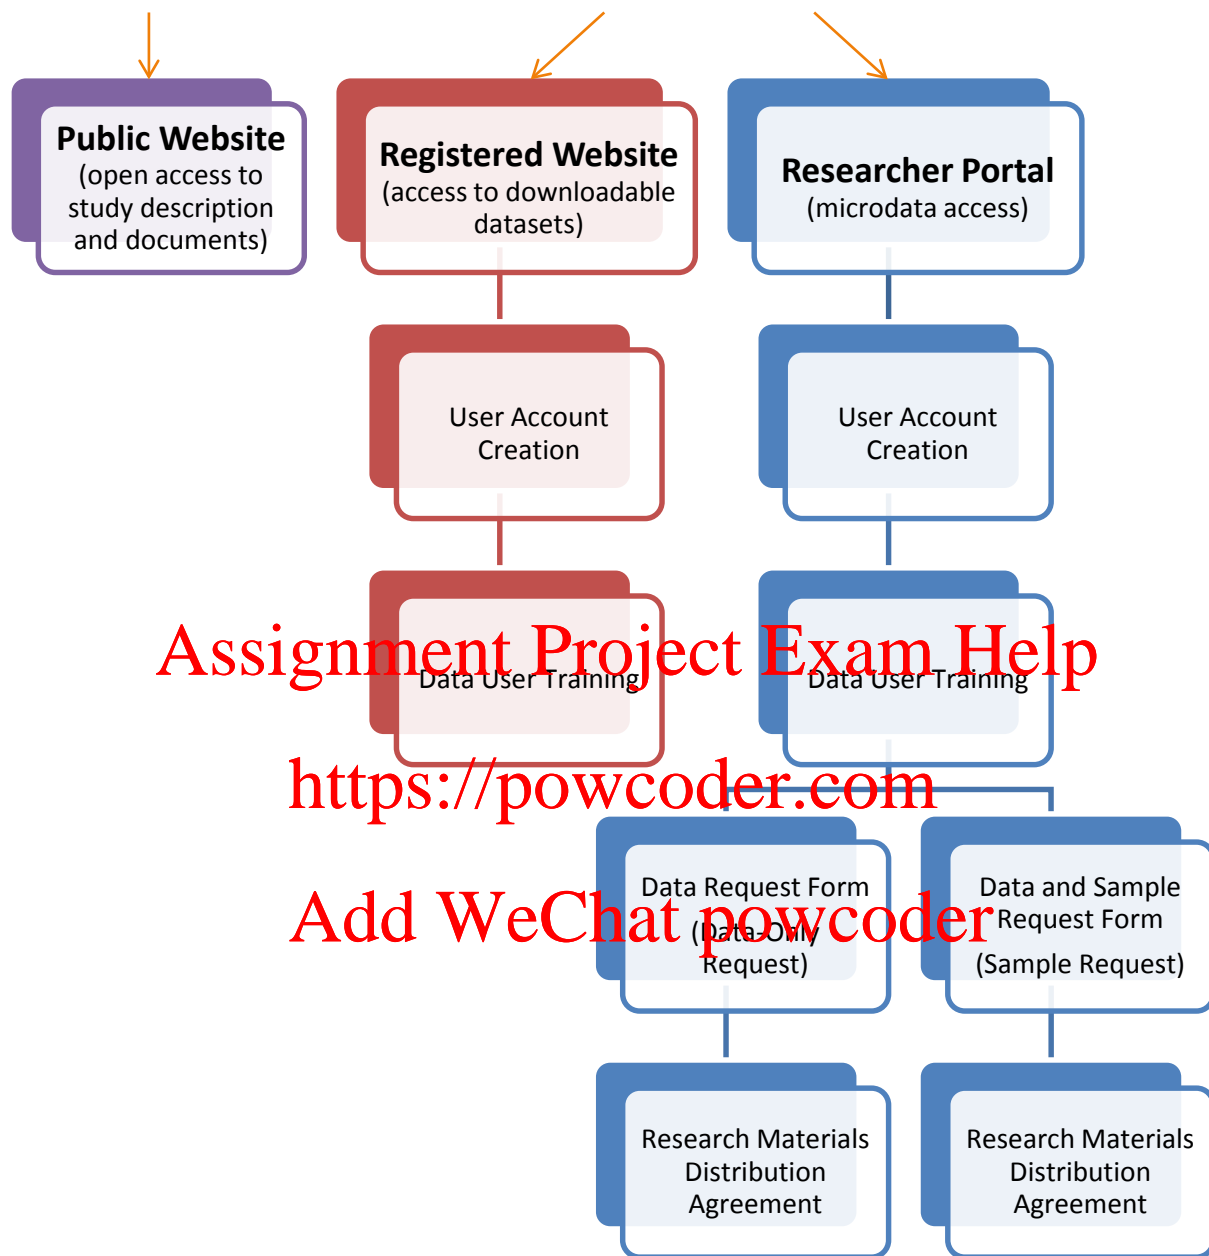 Public Website
(open access to
study description
and documents)
Registered Website
(access to downloadable
datasets)
Researcher Portal
(microdata access)
User Account
Creation
User Account
Creation
Assignment Project Exam Help
Data User Training
Data User Training
https://powcoder.com
Add WeChat powcoder
Data Request Form
(Data-Only
Request)
Data and Sample
Request Form
(Sample Request)
Research Materials
Distribution
Agreement
Research Materials
Distribution
Agreement